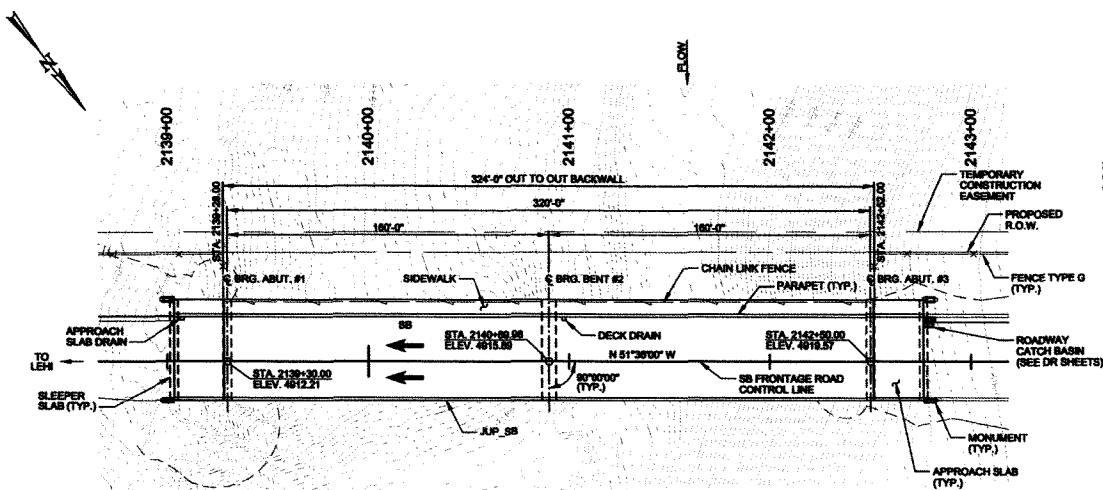 N
FLOW
2139+00
2140+00
2141+00
2142+00
2143+00
324'-0" OUT TO OUT BACKWALL
320'-0"
160'-0"
160'-0"
STA. 2139+28.00
STA. 2142+52.00
TEMPORARY
CONSTRUCTION
EASEMENT
PROPOSED
R.O.W.
BRG. ABUT. #1
SIDEWALK
BRG. BENT #2
CHAIN LINK FENCE
PARAPET (TYP.)
BRG. ABUT. #3
FENCE TYPE G
(TYP.)
APPROACH
SLAB DRAIN
SB
STA. 2140+89.98
ELEV. 4915.89
DECK DRAIN
STA. 2142+50.00
ELEV. 4919.57
ROADWAY
CATCH BASIN
(SEE DR SHEETS)
TO
LEHI
N 51°36'00" W
STA. 2139+30.00
ELEV. 4912.21
90°00'00"
(TYP.)
SB FRONTAGE ROAD
CONTROL LINE
SLEEPER
SLAB (TYP.)
JUP_SB
MONUMENT
(TYP.)
APPROACH SLAB
(TYP.)